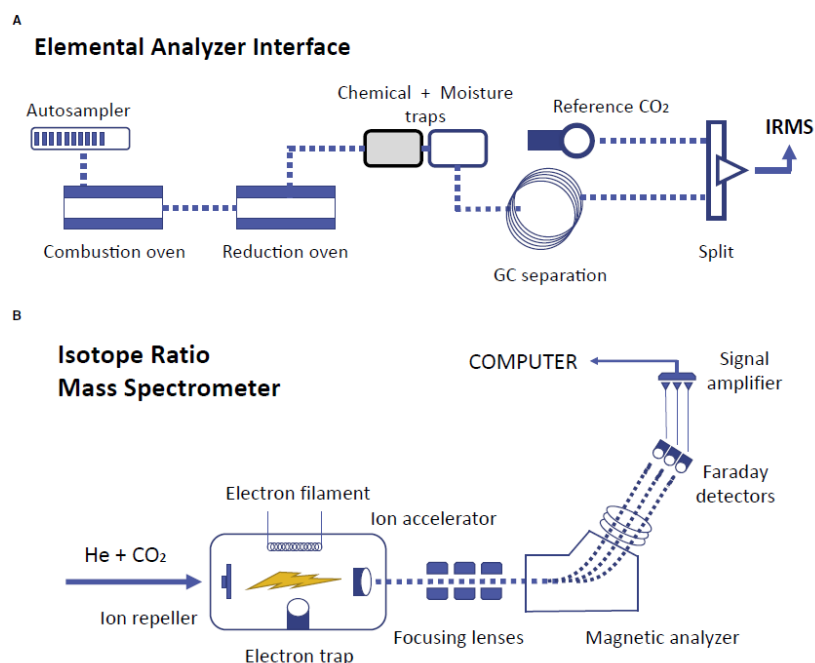 A
Elemental Analyzer Interface
Autosampler
Chemical + Moisture
traps
Reference CO₂
IRMS
Combustion oven
Reduction oven
GC separation
Split
B
Isotope Ratio
Mass Spectrometer
COMPUTER
Signal
amplifier
Faraday
detectors
Electron filament
Ion accelerator
He + CO₂
Ion repeller
Electron trap
Focusing lenses
Magnetic analyzer